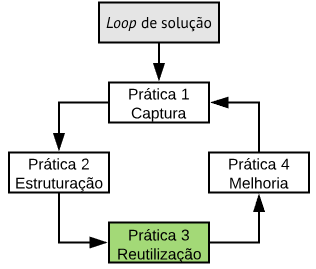 Loop de solução
Prática 1
Captura
Prática 2
Estruturação
Prática 4
Melhoria
Prática 3
Reutilização